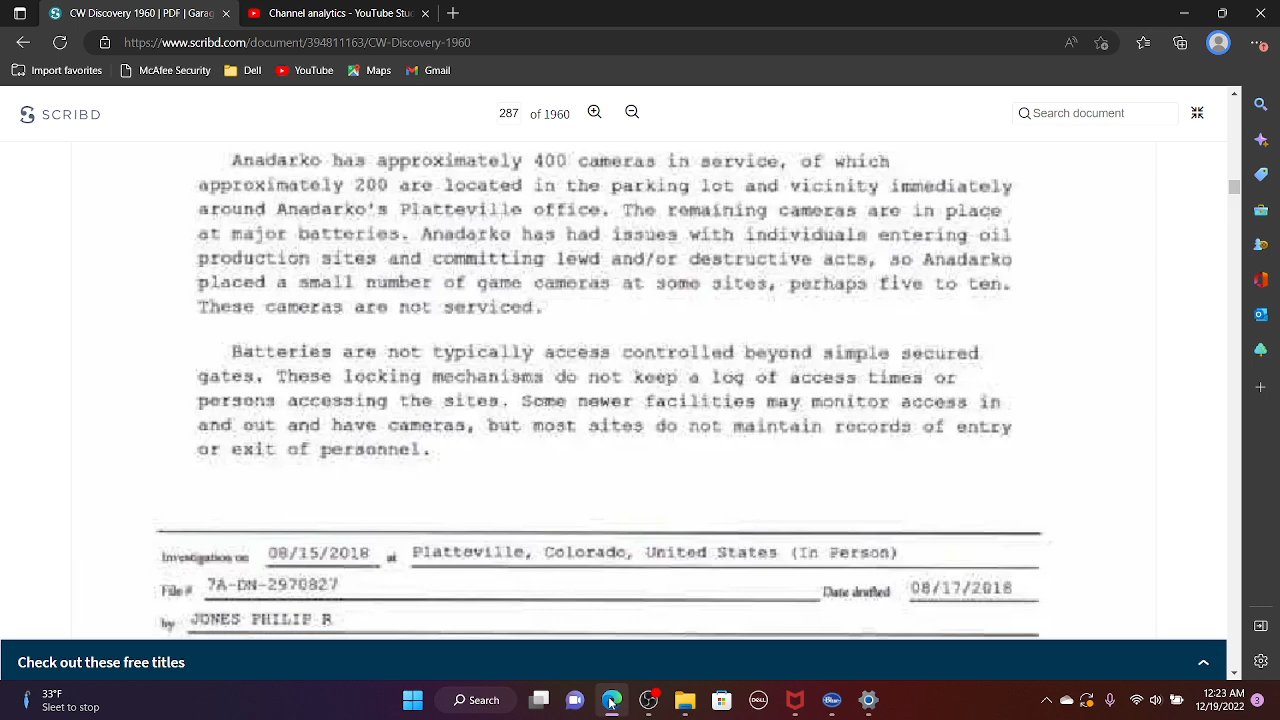 CW Discovery 1960 | PDF | Garag
Channel analytics - YouTube Stu
https://www.scribd.com/document/394811163/CW-Discovery-1960
Import favorites
McAfee Security
Dell
YouTube
Maps
Gmail
SCRIBD
287 of 1960
Search document
Anadarko has approximately 400 cameras in service, of which
approximately 200 are located in the parking lot and vicinity immediately
around Anadarko's Platteville office. The remaining cameras are in place
at major batteries. Anadarko has had issues with individuals entering oil
production sites and committing lewd and/or destructive acts, so Anadarko
placed a small number of game cameras at some sites, perhaps five to ten.
These cameras are not serviced.
Batteries are not typically access controlled beyond simple secured
gates. These locking mechanisms do not keep a log of access times or
persons accessing the sites. Some newer facilities may monitor access in
and out and have cameras, but most sites do not maintain records of entry
or exit of personnel.
Investigation on 08/15/2018 at Platteville, Colorado, United States (In Person)
File # 7A-DN-2970827 Date drafted 08/17/2018
by JONES PHILIP R
Check out these free titles
33°F
Sleet to stop
Search
DELL
Blue
12:23 AM
12/19/2022
3